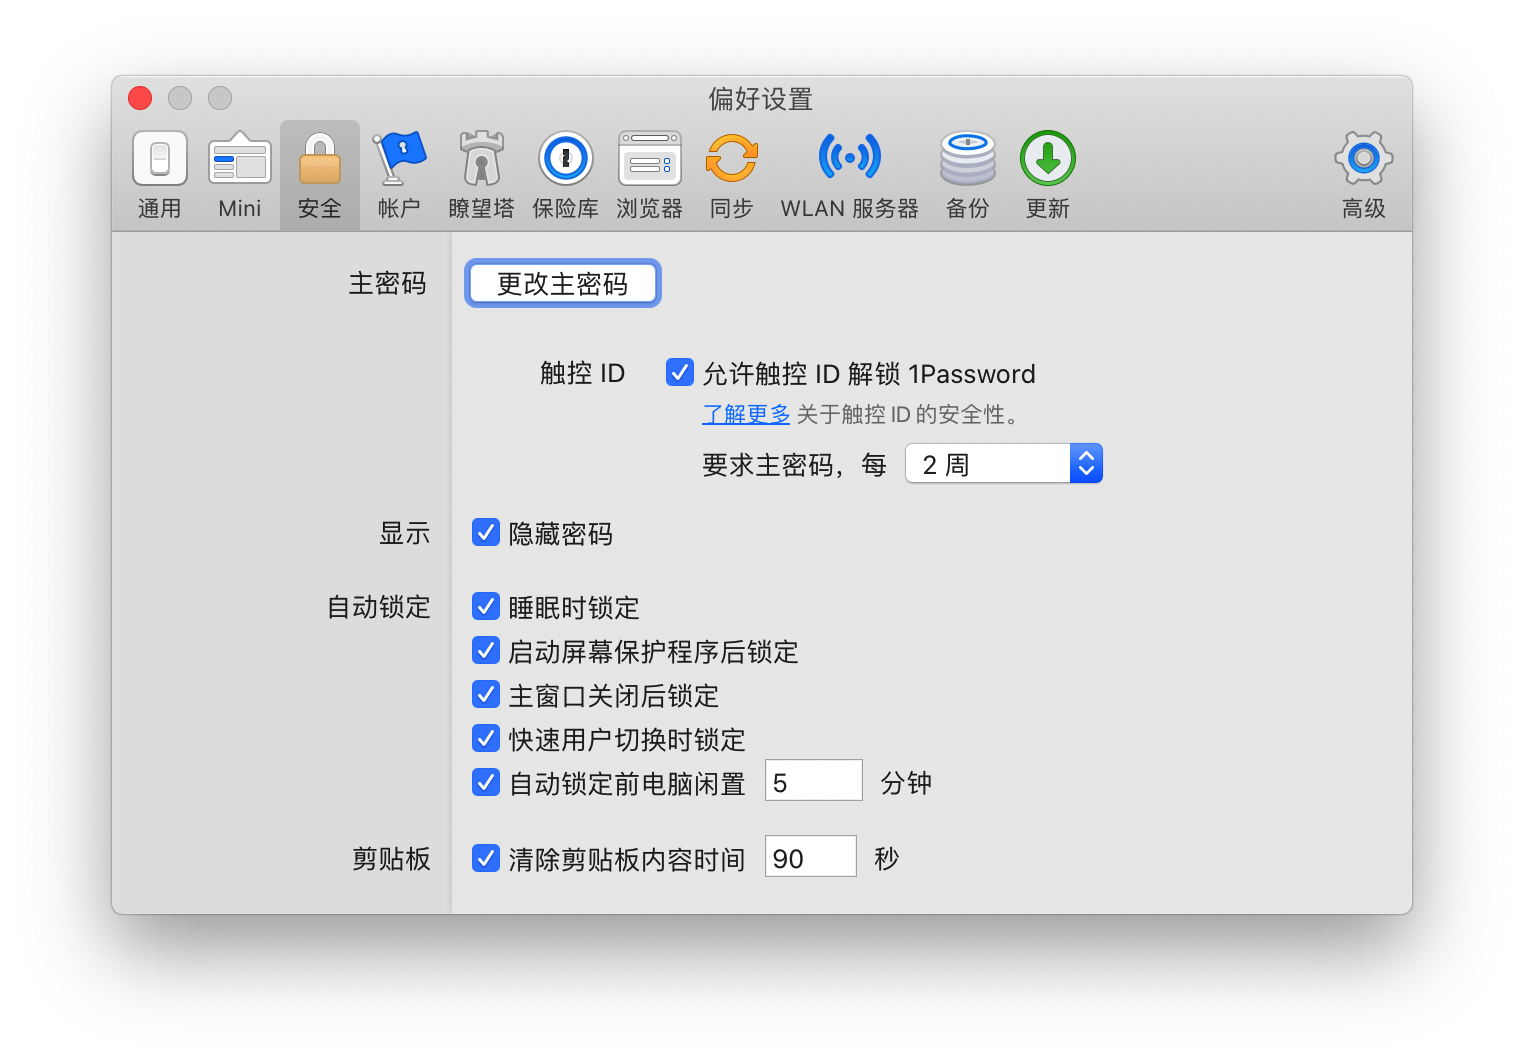 偏好设置
通用 Mini 安全 帐户 瞭望塔 保险库 浏览器 同步 WLAN 服务器 备份 更新 高级
主密码 更改主密码
触控 ID 允许触控 ID 解锁 1Password
了解更多 关于触控 ID 的安全性。
要求主密码，每 2 周
显示 隐藏密码
自动锁定 睡眠时锁定
启动屏幕保护程序后锁定
主窗口关闭后锁定
快速用户切换时锁定
自动锁定前电脑闲置 5 分钟
剪贴板 清除剪贴板内容时间 90 秒